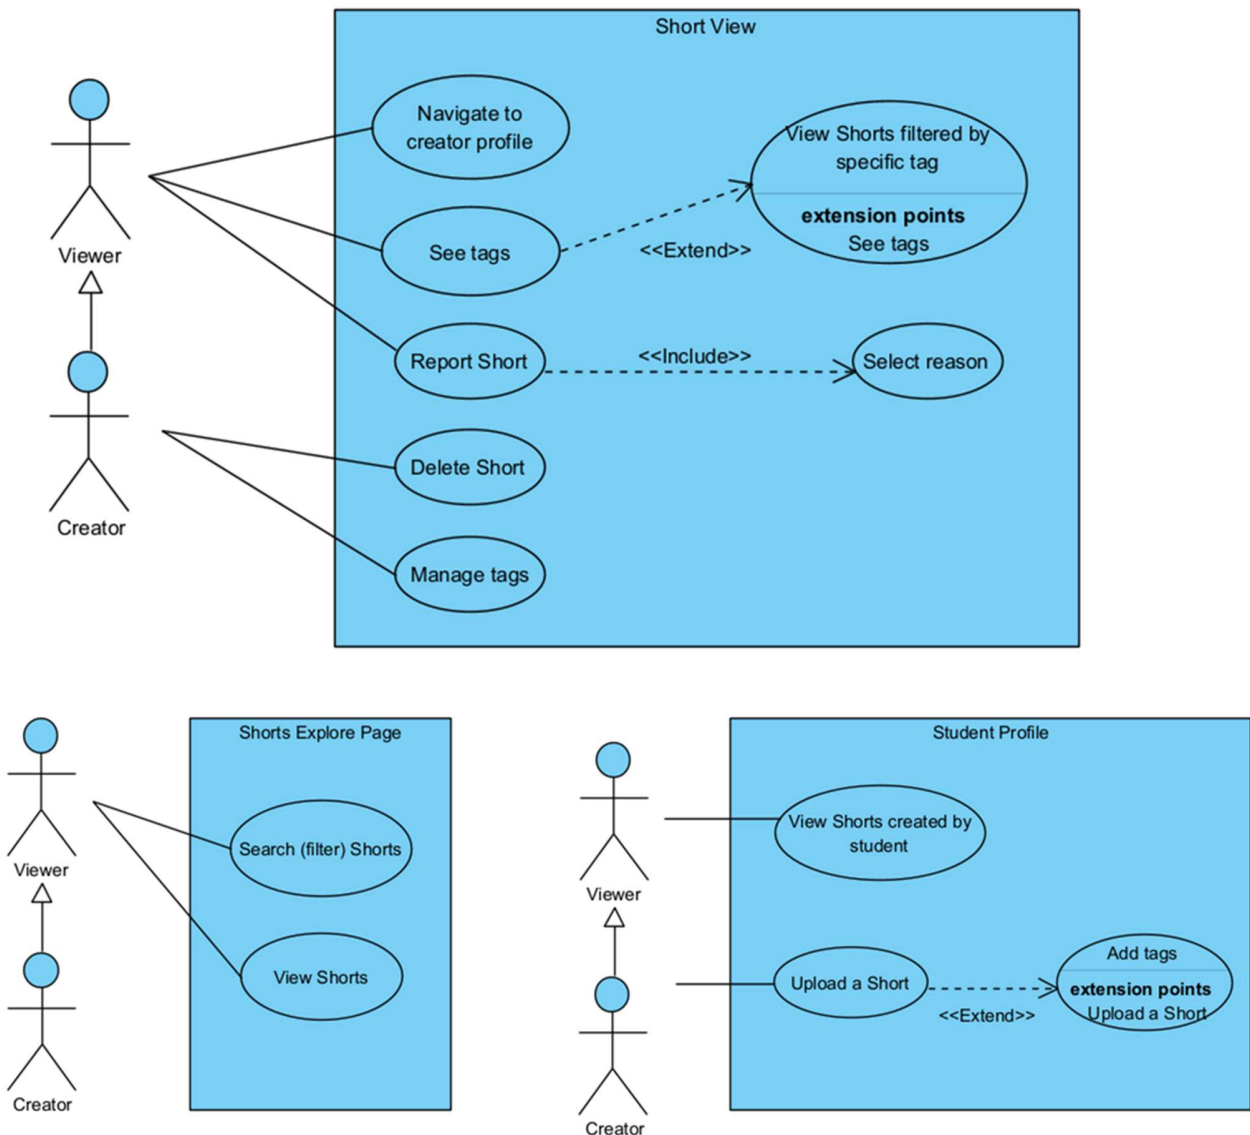 Short View
Navigate to
creator profile
View Shorts filtered by
specific tag
extension points
See tags
See tags
<<Extend>>
Viewer
Report Short
<<Include>>
Select reason
Delete Short
Creator
Manage tags
Shorts Explore Page
Search (filter) Shorts
Viewer
View Shorts
Creator
Student Profile
View Shorts created by
student
Viewer
Upload a Short
Add tags
extension points
Upload a Short
<<Extend>>
Creator